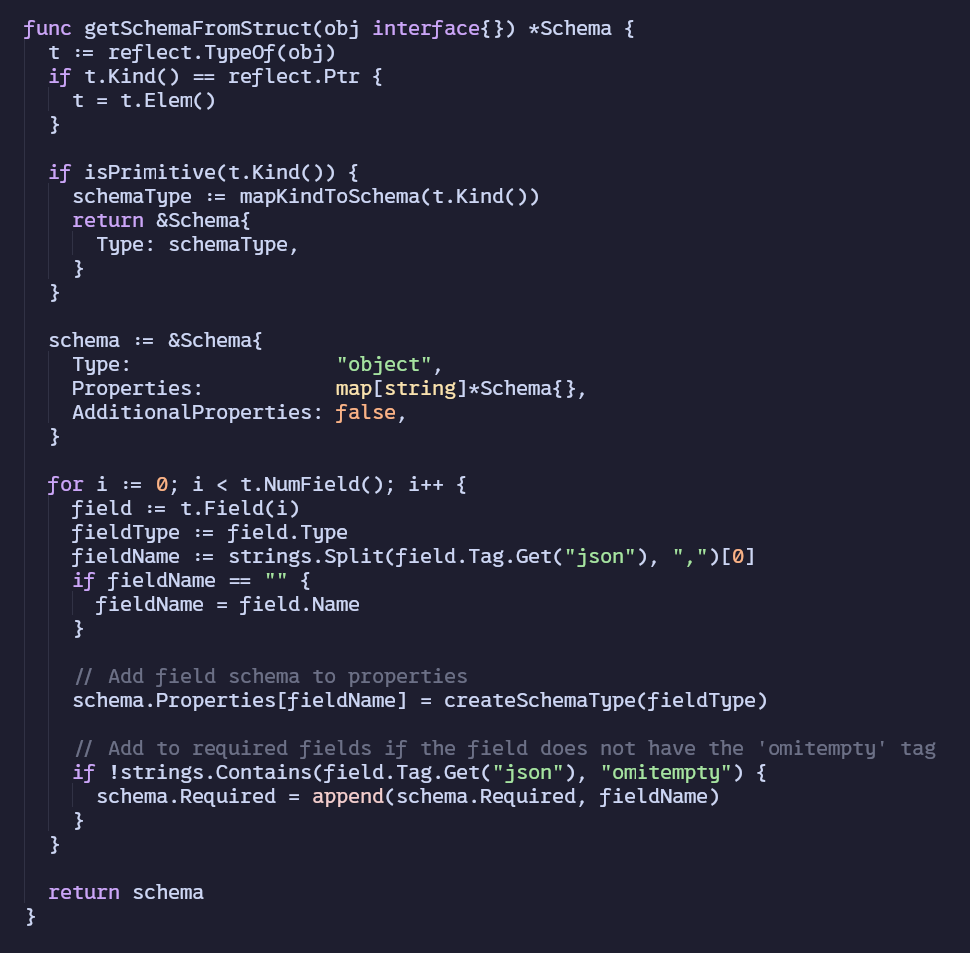 func getSchemaFromStruct(obj interface{}) *Schema {
  t := reflect.TypeOf(obj)
  if t.Kind() == reflect.Ptr {
    t = t.Elem()
  }

  if isPrimitive(t.Kind()) {
    schemaType := mapKindToSchema(t.Kind())
    return &Schema{
      Type: schemaType,
    }
  }

  schema := &Schema{
    Type:                 "object",
    Properties:           map[string]*Schema{},
    AdditionalProperties: false,
  }

  for i := 0; i < t.NumField(); i++ {
    field := t.Field(i)
    fieldType := field.Type
    fieldName := strings.Split(field.Tag.Get("json"), ",")[0]
    if fieldName == "" {
      fieldName = field.Name
    }

    // Add field schema to properties
    schema.Properties[fieldName] = createSchemaType(fieldType)

    // Add to required fields if the field does not have the 'omitempty' tag
    if !strings.Contains(field.Tag.Get("json"), "omitempty") {
      schema.Required = append(schema.Required, fieldName)
    }
  }

  return schema
}